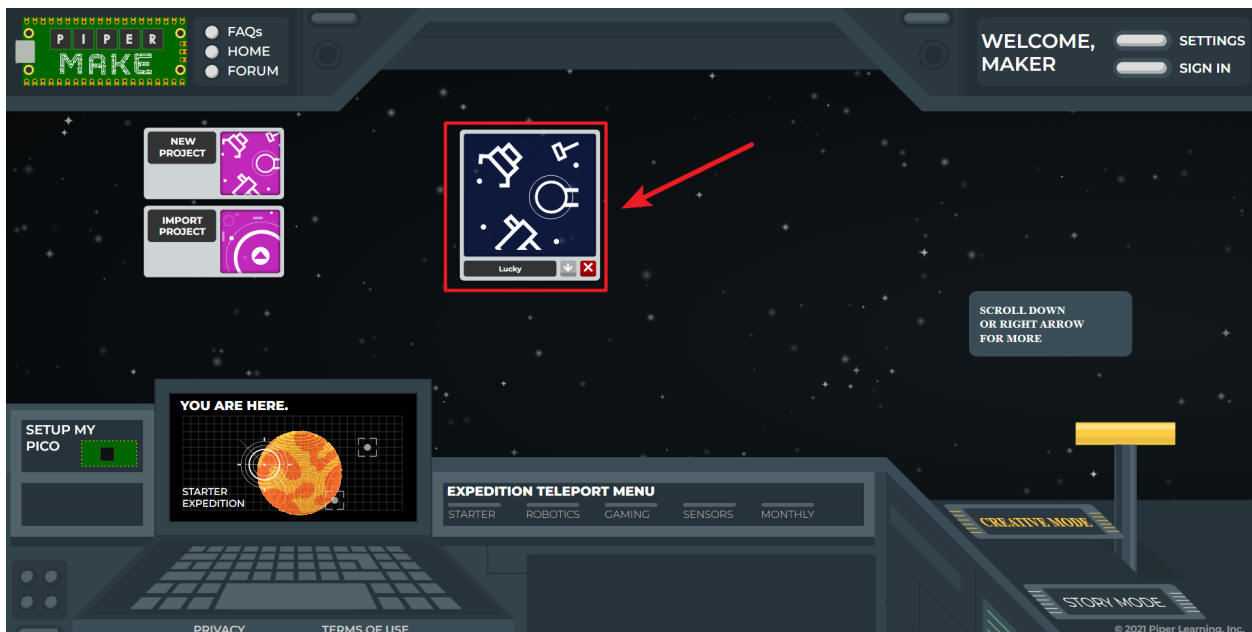 PIPER
MAKE
FAQs
HOME
FORUM
WELCOME,
MAKER
SETTINGS
SIGN IN
NEW
PROJECT
IMPORT
PROJECT
Lucky
SCROLL DOWN
OR RIGHT ARROW
FOR MORE
SETUP MY
PICO
YOU ARE HERE.
STARTER
EXPEDITION
EXPEDITION TELEPORT MENU
STARTER ROBOTICS GAMING SENSORS MONTHLY
CREATIVE MODE
STORY MODE
PRIVACY TERMS OF USE
© 2021 Piper Learning, Inc.